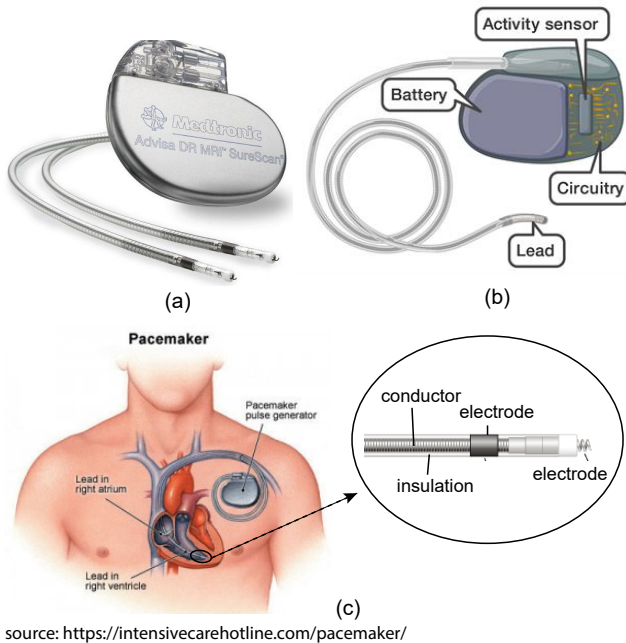 Medtronic
Advisa DR MRI™ SureScan®
(a)
Activity sensor
Battery
Circuitry
Lead
(b)
Pacemaker
Pacemaker
pulse generator
Lead in
right atrium
Lead in
right ventricle
conductor
electrode
insulation
electrode
(c)
source: https://intensivecarehotline.com/pacemaker/